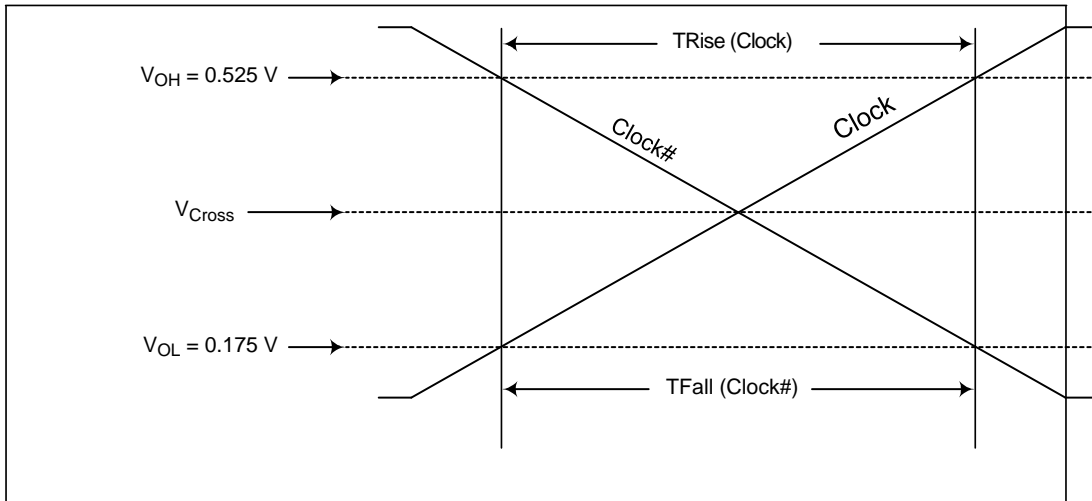 TRise (Clock)
V_OH = 0.525 V
Clock#
Clock
V_Cross
V_OL = 0.175 V
TFall (Clock#)